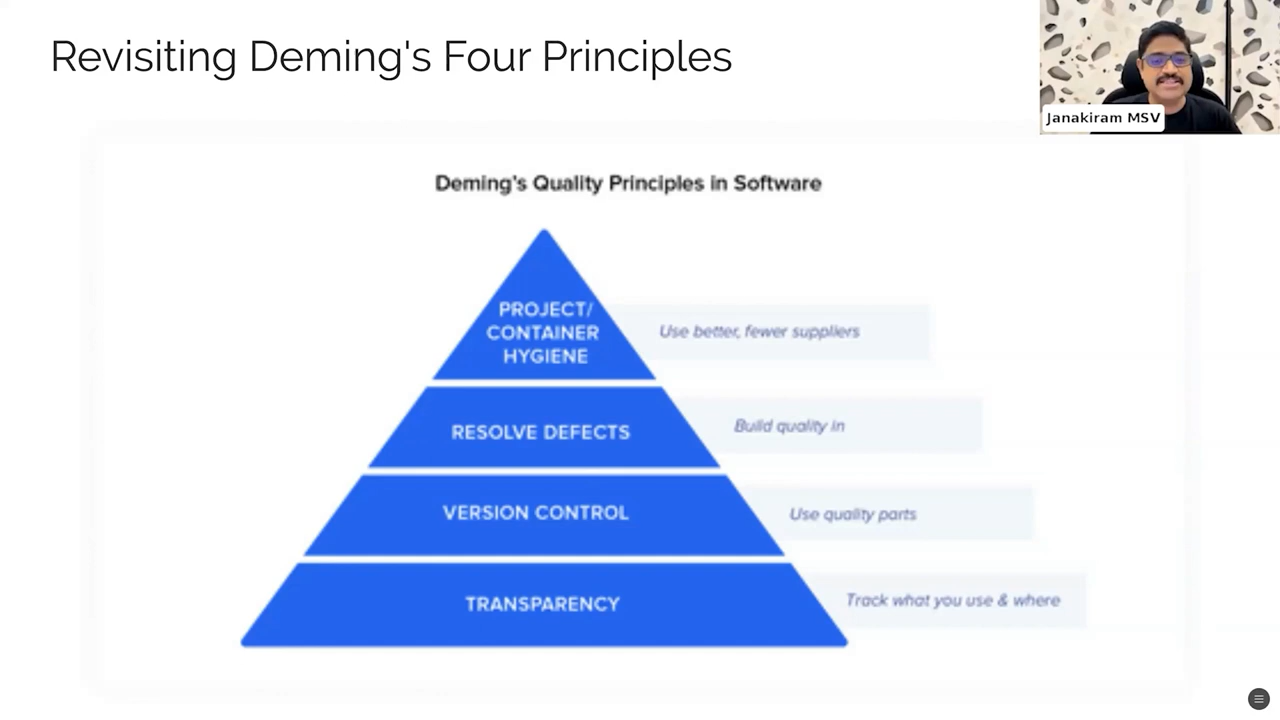 Revisiting Deming's Four Principles
Janakiram MSV
Deming's Quality Principles in Software
PROJECT/
CONTAINER
HYGIENE
Use better, fewer suppliers
RESOLVE DEFECTS
Build quality in
VERSION CONTROL
Use quality parts
TRANSPARENCY
Track what you use & where